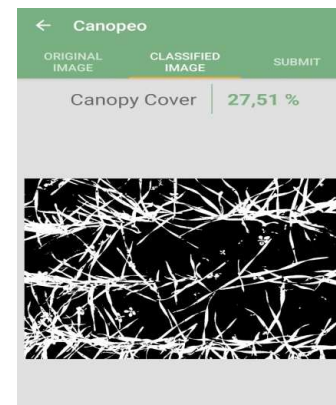 ← Canopeo
ORIGINAL IMAGE
CLASSIFIED IMAGE
SUBMIT
Canopy Cover
27,51 %